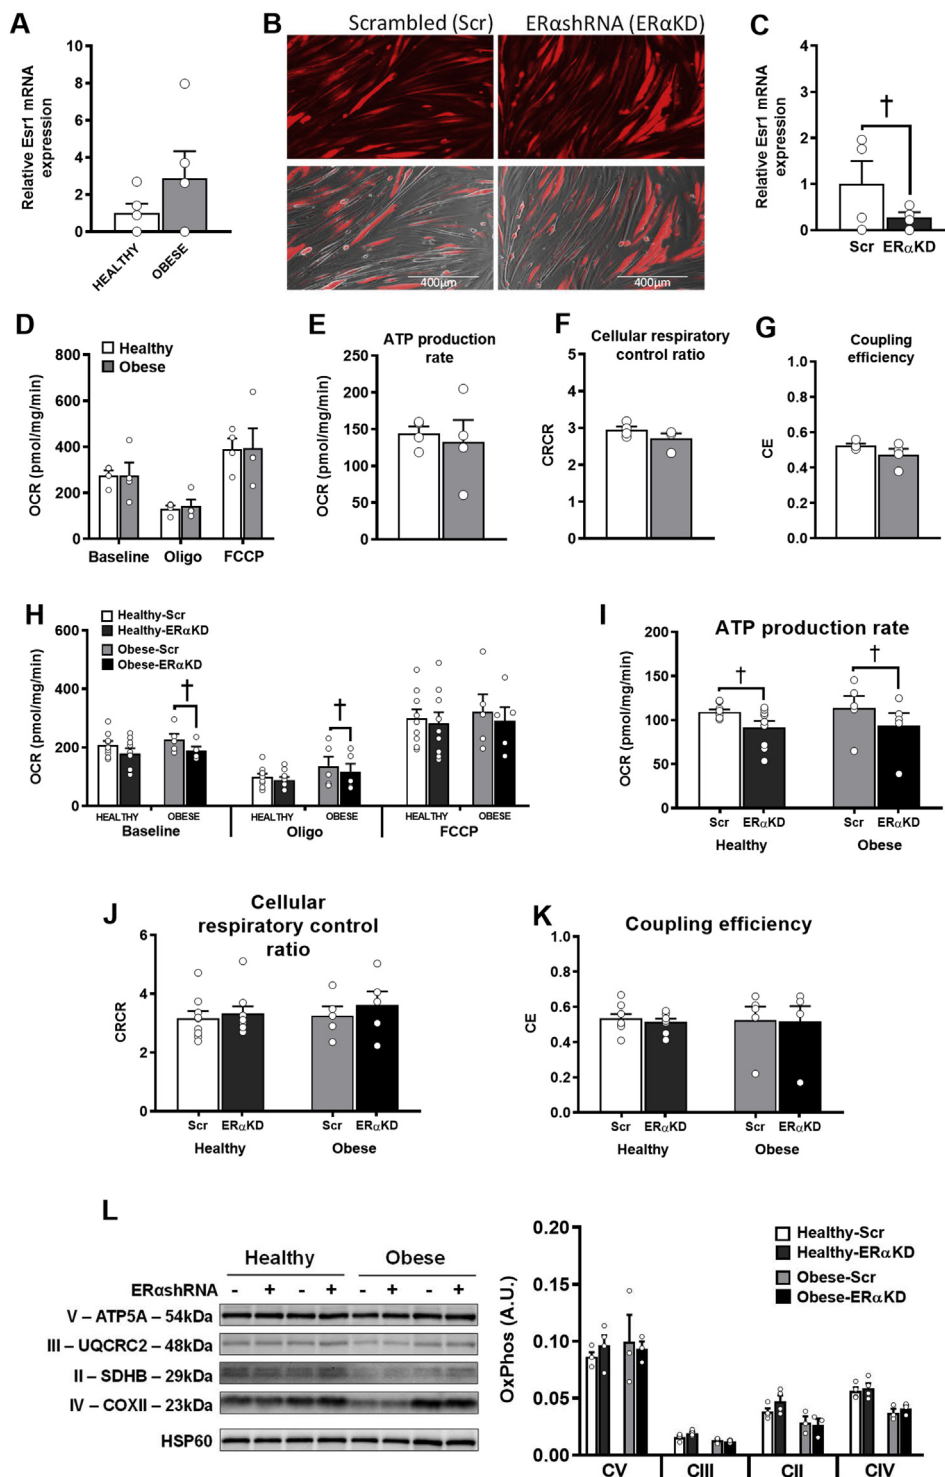 A
Relative Esr1 mRNA
expression
10
8
6
4
2
0
HEALTHY
OBESE
B
Scrambled (Scr)
ERαshRNA (ERαKD)
400μm
400μm
C
Relative Esr1 mRNA
expression
4
3
2
1
0
†
Scr
ERαKD
D
OCR (pmol/mg/min)
800
600
400
200
0
Healthy
Obese
Baseline
Oligo
FCCP
E
ATP production
rate
OCR (pmol/mg/min)
250
200
150
100
50
0
F
Cellular respiratory
control ratio
CRCR
5
4
3
2
1
0
G
Coupling
efficiency
CE
1.0
0.8
0.6
0.4
0.2
0.0
H
Healthy-Scr
Healthy-ERαKD
Obese-Scr
Obese-ERαKD
OCR (pmol/mg/min)
600
400
200
0
†
†
HEALTHY
OBESE
HEALTHY
OBESE
HEALTHY
OBESE
Baseline
Oligo
FCCP
I
ATP production rate
OCR (pmol/mg/min)
200
150
100
50
0
†
†
Scr
ERαKD
Scr
ERαKD
Healthy
Obese
J
Cellular
respiratory control
ratio
CRCR
6
4
2
0
Scr
ERαKD
Scr
ERαKD
Healthy
Obese
K
Coupling efficiency
CE
1.0
0.8
0.6
0.4
0.2
0.0
Scr
ERαKD
Scr
ERαKD
Healthy
Obese
L
Healthy
Obese
ERαshRNA - + - + - + - +
V – ATP5A – 54kDa
III – UQCRC2 – 48kDa
II – SDHB – 29kDa
IV – COXII – 23kDa
HSP60
OxPhos (A.U.)
0.20
0.15
0.10
0.05
0.00
Healthy-Scr
Healthy-ERαKD
Obese-Scr
Obese-ERαKD
CV
CIII
CII
CIV